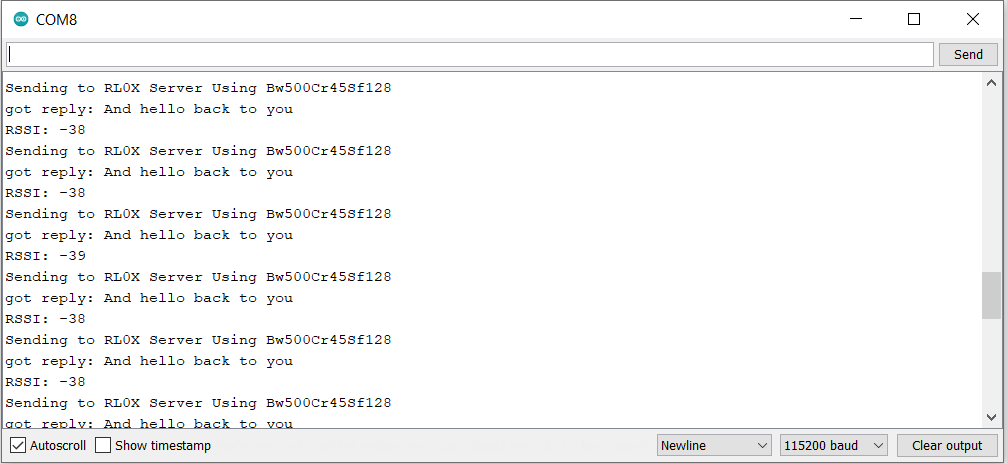 COM8
Send
Sending to RL0X Server Using Bw500Cr45Sf128
got reply: And hello back to you
RSSI: -38
Sending to RL0X Server Using Bw500Cr45Sf128
got reply: And hello back to you
RSSI: -38
Sending to RL0X Server Using Bw500Cr45Sf128
got reply: And hello back to you
RSSI: -39
Sending to RL0X Server Using Bw500Cr45Sf128
got reply: And hello back to you
RSSI: -38
Sending to RL0X Server Using Bw500Cr45Sf128
got reply: And hello back to you
RSSI: -38
Sending to RL0X Server Using Bw500Cr45Sf128
got reply: And hello back to you
Autoscroll Show timestamp Newline 115200 baud Clear output